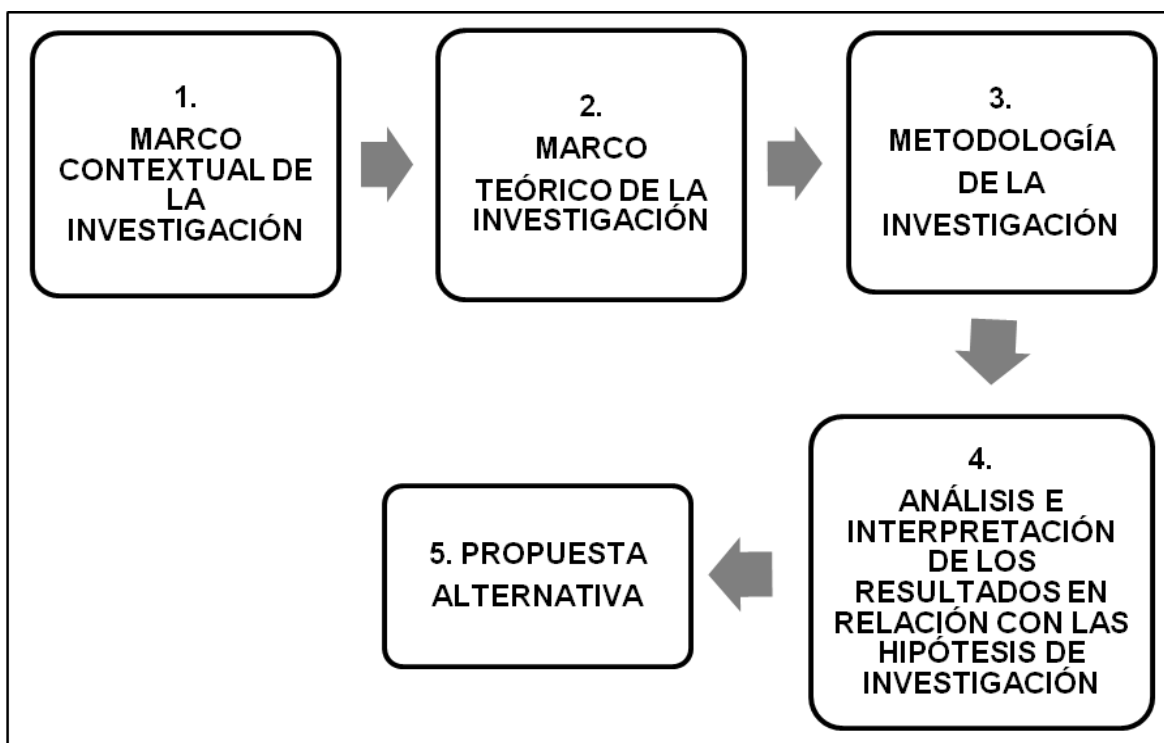 1.
MARCO
CONTEXTUAL DE
LA
INVESTIGACIÓN
2.
MARCO
TEÓRICO DE LA
INVESTIGACIÓN
3.
METODOLOGÍA
DE LA
INVESTIGACIÓN
4.
ANÁLISIS E
INTERPRETACIÓN
DE LOS
RESULTADOS EN
RELACIÓN CON LAS
HIPÓTESIS DE
INVESTIGACIÓN
5. PROPUESTA
ALTERNATIVA